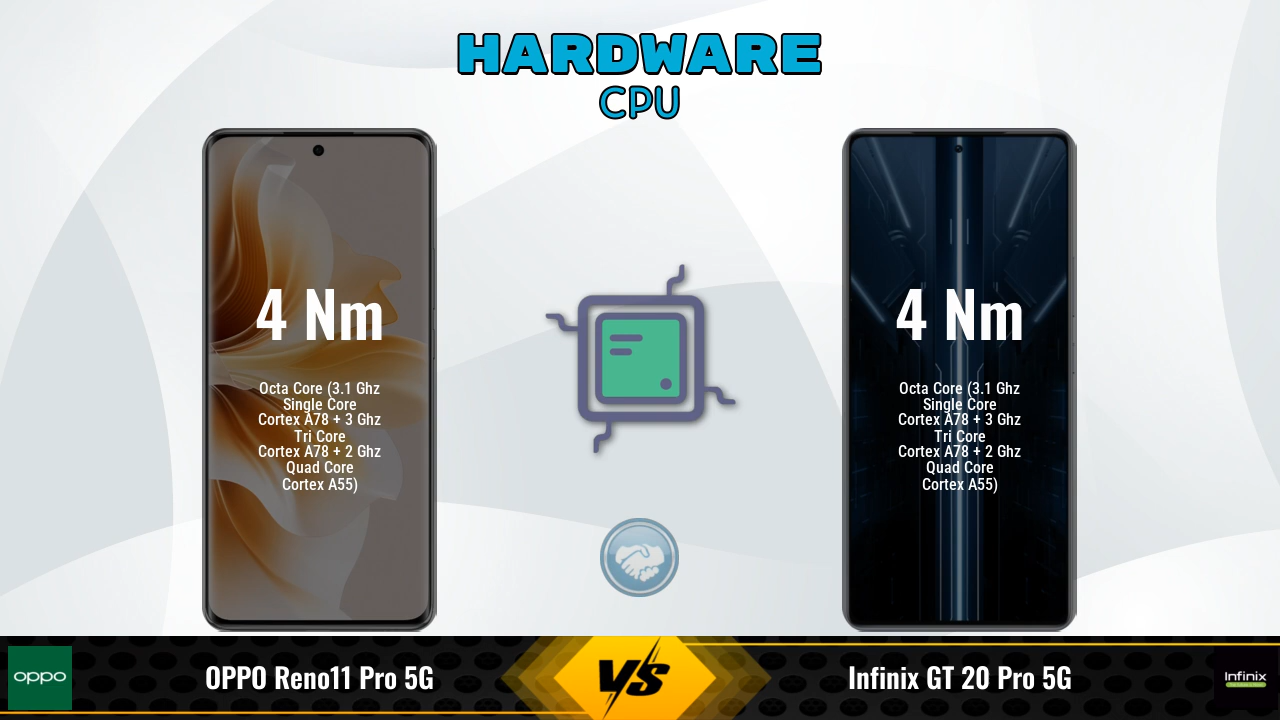 HARDWARE
CPU
4 Nm
Octa Core (3.1 Ghz
Single Core
Cortex A78 + 3 Ghz
Tri Core
Cortex A78 + 2 Ghz
Quad Core
Cortex A55)
4 Nm
Octa Core (3.1 Ghz
Single Core
Cortex A78 + 3 Ghz
Tri Core
Cortex A78 + 2 Ghz
Quad Core
Cortex A55)
oppo
OPPO Reno11 Pro 5G
VS
Infinix GT 20 Pro 5G
Infinix